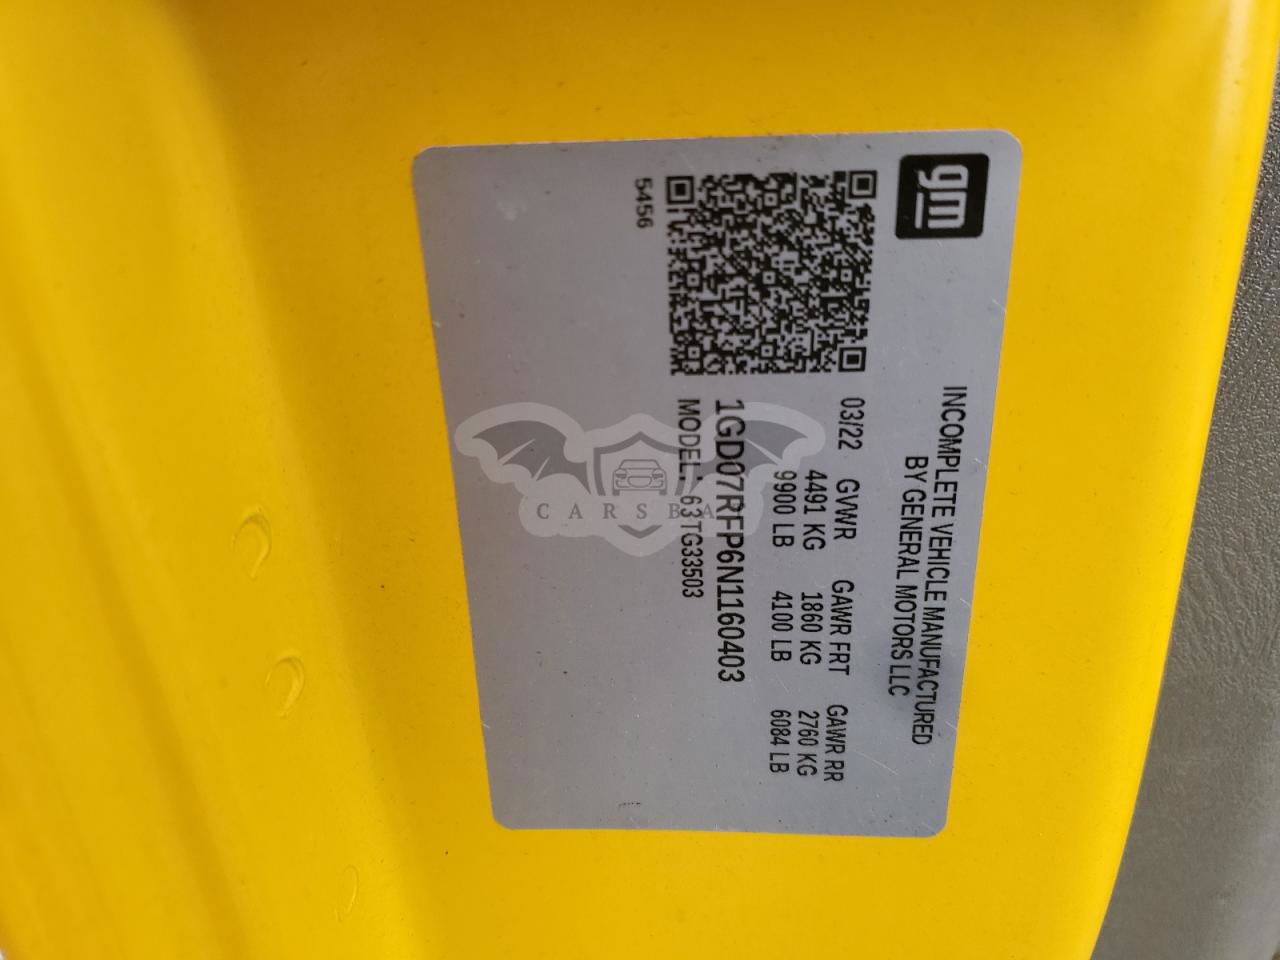 gm
INCOMPLETE VEHICLE MANUFACTURED
BY GENERAL MOTORS LLC
03/22 GVWR GAWR FRT GAWR RR
4491 KG 1860 KG 2760 KG
9900 LB 4100 LB 6084 LB
1GD07RFP6N1160403
MODEL: 63TG33503
5456
CARSBA